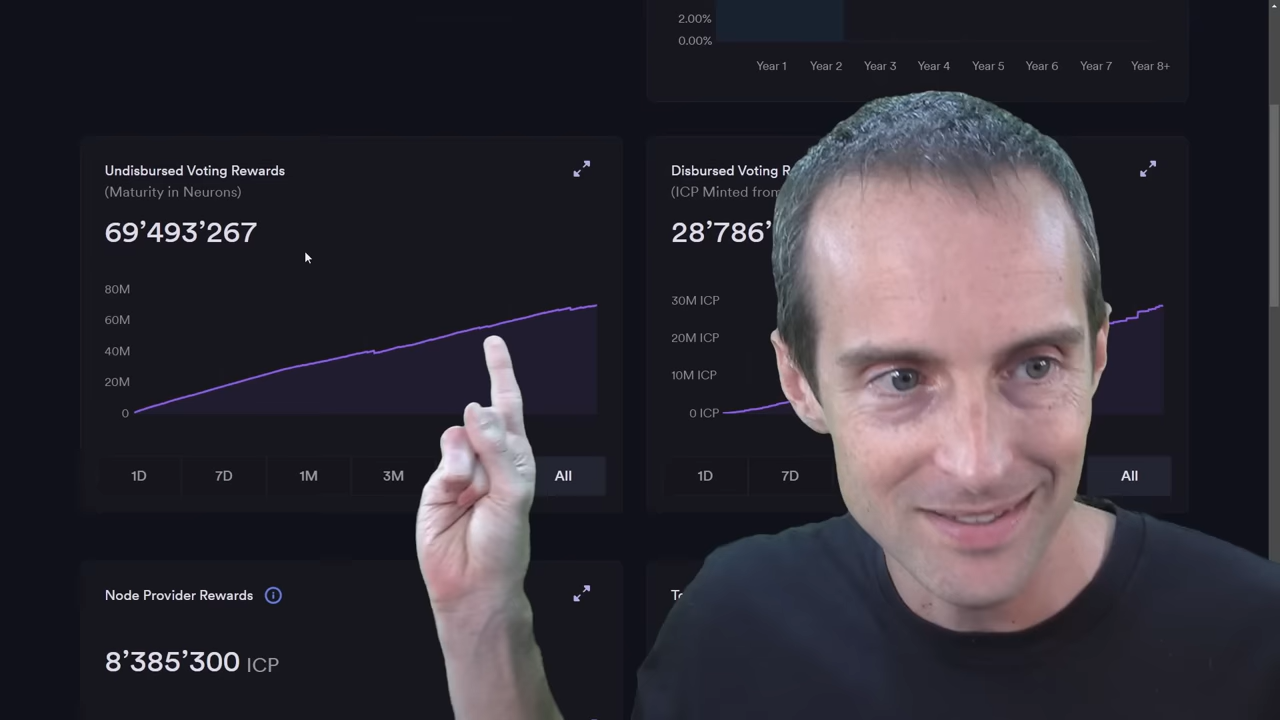 2.00%
0.00%
Year 1 Year 2 Year 3 Year 4 Year 5 Year 6 Year 7 Year 8+
Undisbursed Voting Rewards
(Maturity in Neurons)
69’493’267
80M
60M
40M
20M
0
1D 7D 1M 3M All
Disbursed Voting
(ICP Minted from
28’786’
30M ICP
20M ICP
10M ICP
0 ICP
1D 7D All
Node Provider Rewards
8’385’300 ICP